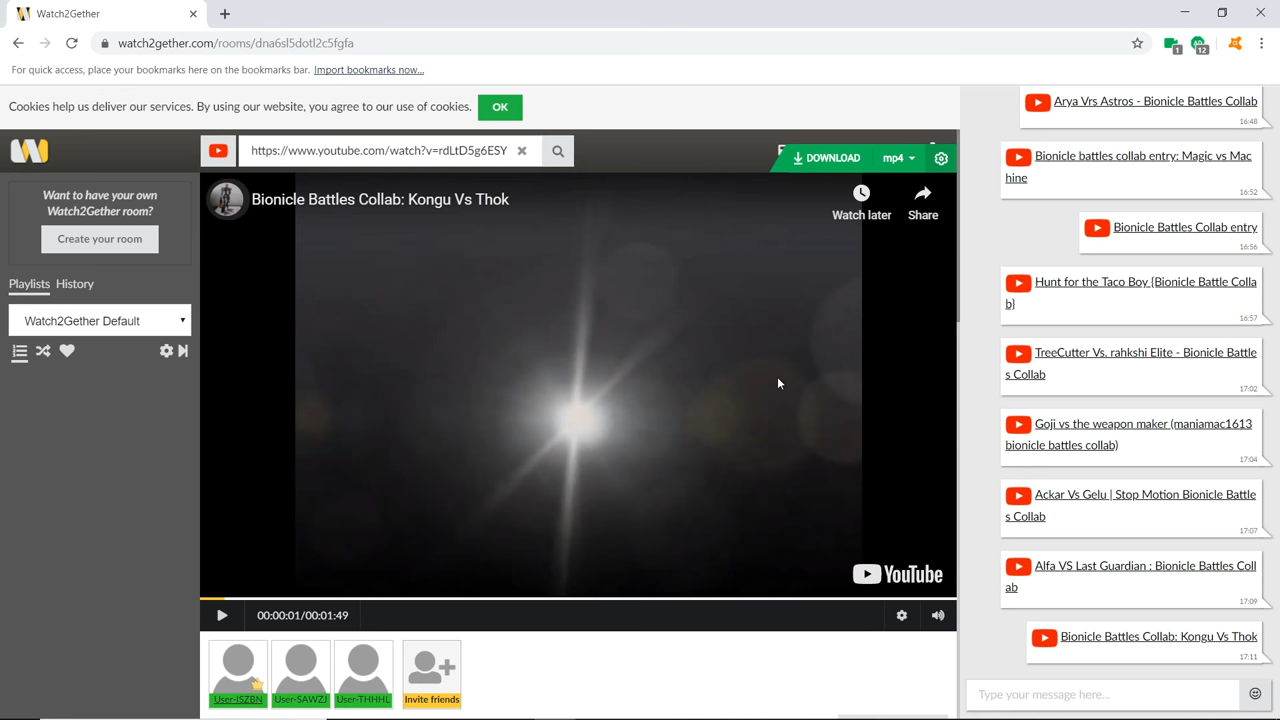 Watch2Gether
watch2gether.com/rooms/dna6sl5dotl2c5fgfa
1
12
For quick access, place your bookmarks here on the bookmarks bar. Import bookmarks now...
Cookies help us deliver our services. By using our website, you agree to our use of cookies.
OK
https://www.youtube.com/watch?v=rdLtD5g6ESY
DOWNLOAD
mp4
Want to have your own
Watch2Gether room?
Create your room
Playlists
History
Watch2Gether Default
Bionicle Battles Collab: Kongu Vs Thok
Watch later
Share
YouTube
00:00:01/00:01:49
User-ISZBN
User-SAWZJ
User-THHHL
Invite friends
Arya Vrs Astros - Bionicle Battles Collab
16:48
Bionicle battles collab entry: Magic vs Mac
hine
16:52
Bionicle Battles Collab entry
16:56
Hunt for the Taco Boy {Bionicle Battle Colla
b}
16:57
TreeCutter Vs. rahkshi Elite - Bionicle Battle
s Collab
17:02
Goji vs the weapon maker (maniamac1613
bionicle battles collab)
17:04
Ackar Vs Gelu | Stop Motion Bionicle Battle
s Collab
17:07
Alfa VS Last Guardian : Bionicle Battles Coll
ab
17:09
Bionicle Battles Collab: Kongu Vs Thok
17:11
Type your message here...